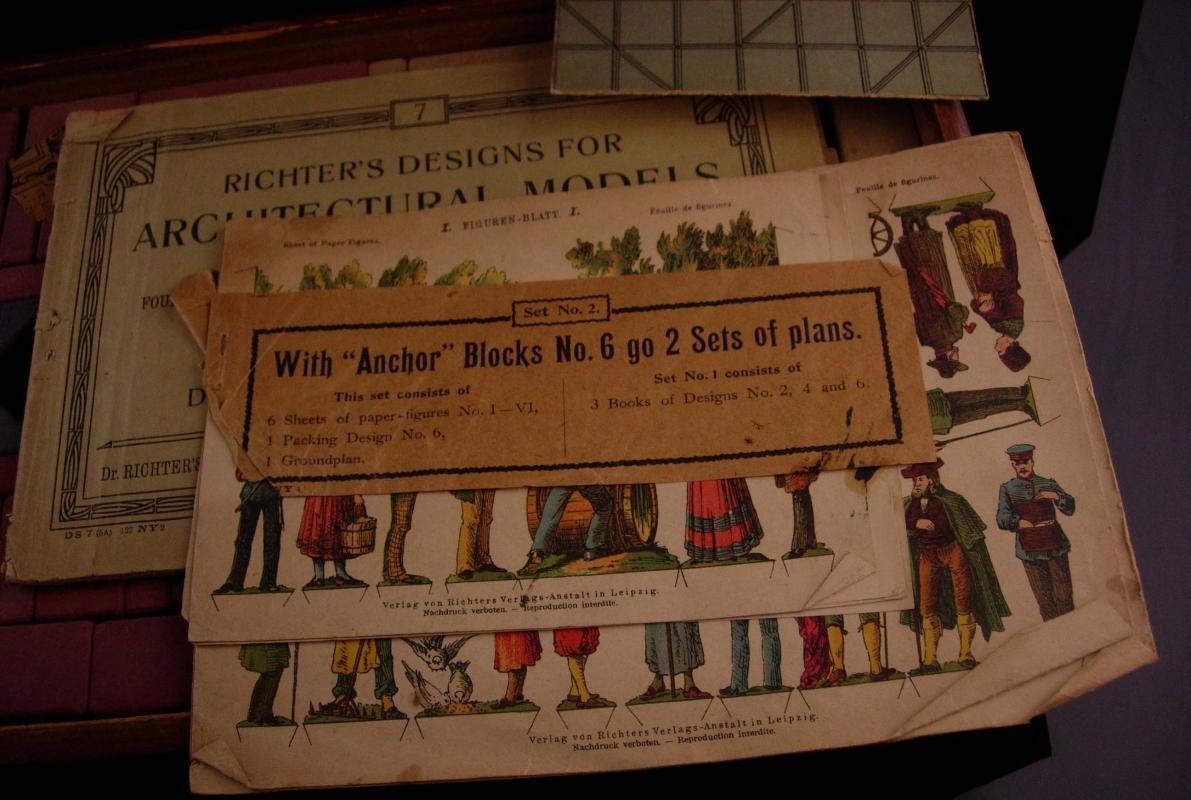 7
RICHTER'S DESIGNS FOR
ARCHITECTURAL MODELS
FOU
D
Dr. RICHTER'S
DS 7 (5A) 122 NY 2
I. FIGUREN-BLATT I.
Sheet of Paper Figures.
Feuille de figurines.
Feuille de figurines.
Set No. 2.
With "Anchor" Blocks No. 6 go 2 Sets of plans.
This set consists of
6 Sheets of paper-figures No. I—VI,
1 Packing Design No. 6,
1 Groundplan.
Set No. 1 consists of
3 Books of Designs No. 2, 4 and 6.
Verlag von Richters Verlags-Anstalt in Leipzig.
Nachdruck verboten. — Reproduction interdite.
Verlag von Richters Verlags-Anstalt in Leipzig.
Nachdruck verboten. — Reproduction interdite.